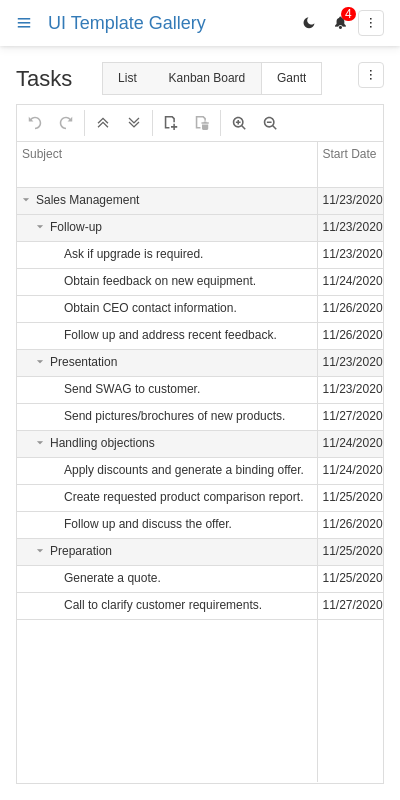 UI Template Gallery
4
Tasks
List Kanban Board Gantt
Subject Start Date
Sales Management 11/23/2020
Follow-up 11/23/2020
Ask if upgrade is required. 11/23/2020
Obtain feedback on new equipment. 11/24/2020
Obtain CEO contact information. 11/26/2020
Follow up and address recent feedback. 11/26/2020
Presentation 11/23/2020
Send SWAG to customer. 11/23/2020
Send pictures/brochures of new products. 11/27/2020
Handling objections 11/24/2020
Apply discounts and generate a binding offer. 11/24/2020
Create requested product comparison report. 11/25/2020
Follow up and discuss the offer. 11/26/2020
Preparation 11/25/2020
Generate a quote. 11/25/2020
Call to clarify customer requirements. 11/27/2020